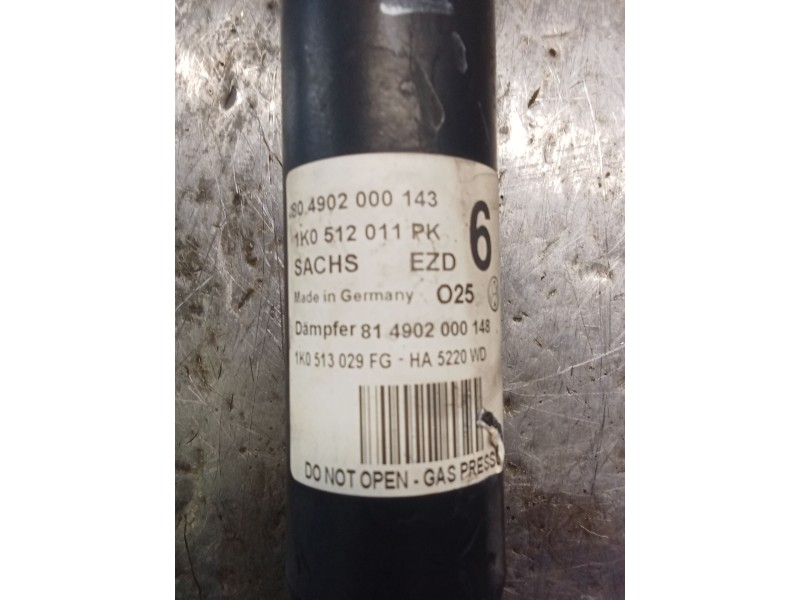 80.4902 000 143
1K0 512 011 PK
6
SACHS EZD
Made in Germany O25
Dämpfer 81 4902 000 148
1K0 513 029 FG - HA 5220 WD
DO NOT OPEN - GAS PRESS